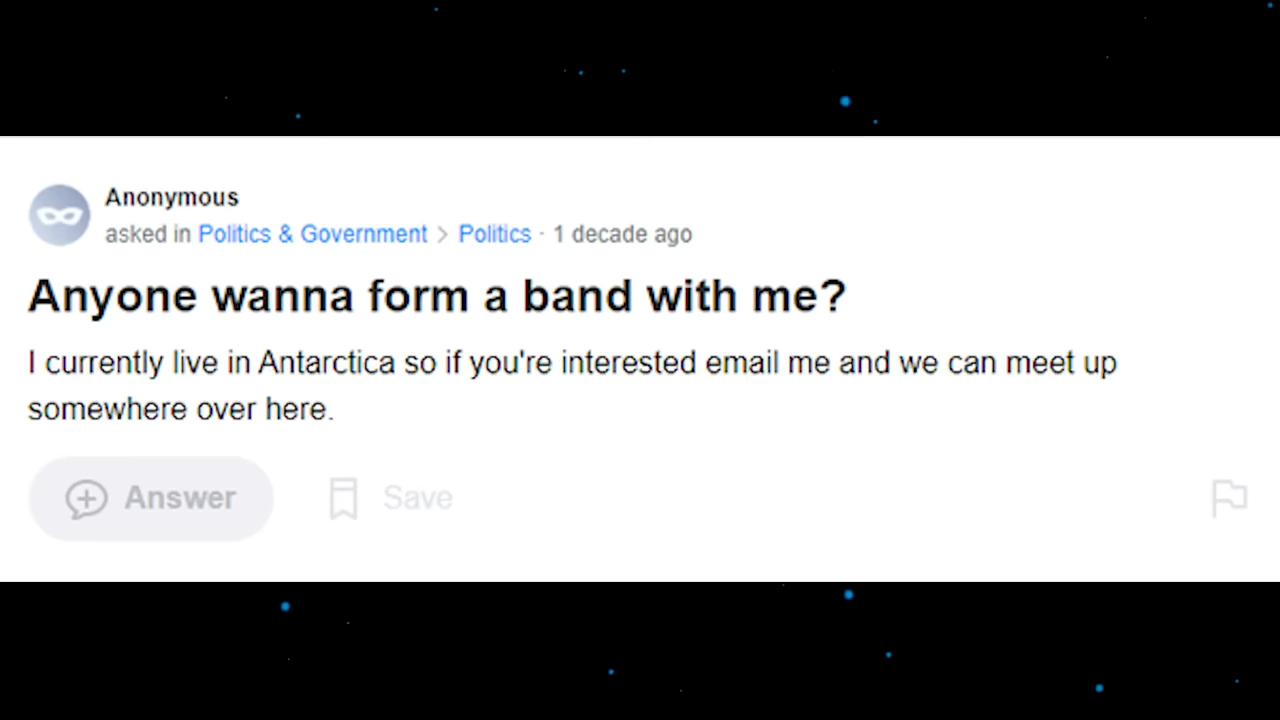 Anonymous
asked in Politics & Government > Politics · 1 decade ago
Anyone wanna form a band with me?
I currently live in Antarctica so if you're interested email me and we can meet up
somewhere over here.
Answer Save